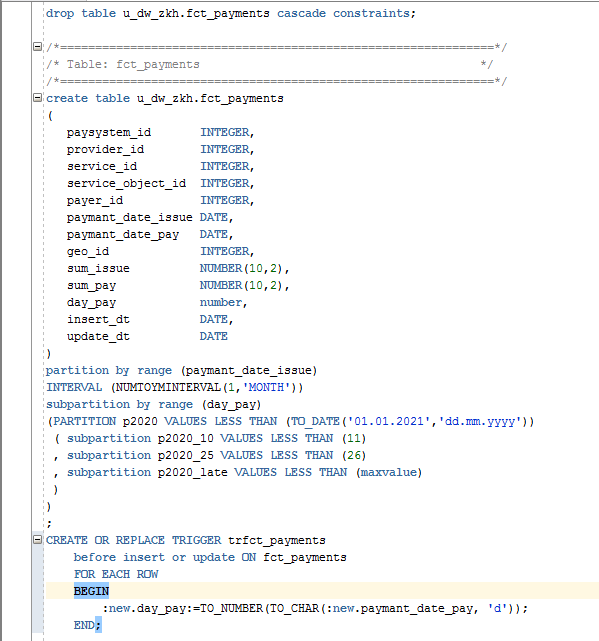 drop table u_dw_zkh.fct_payments cascade constraints;
/*==============================================================*/
/* Table: fct_payments                                        */
/*==============================================================*/
create table u_dw_zkh.fct_payments
(
   paysystem_id       INTEGER,
   provider_id        INTEGER,
   service_id         INTEGER,
   service_object_id  INTEGER,
   payer_id           INTEGER,
   paymant_date_issue DATE,
   paymant_date_pay   DATE,
   geo_id             INTEGER,
   sum_issue          NUMBER(10,2),
   sum_pay            NUMBER(10,2),
   day_pay            number,
   insert_dt          DATE,
   update_dt          DATE
)
partition by range (paymant_date_issue)
INTERVAL (NUMTOYMINTERVAL(1,'MONTH'))
subpartition by range (day_pay)
(PARTITION p2020 VALUES LESS THAN (TO_DATE('01.01.2021','dd.mm.yyyy'))
 ( subpartition p2020_10 VALUES LESS THAN (11)
 , subpartition p2020_25 VALUES LESS THAN (26)
 , subpartition p2020_late VALUES LESS THAN (maxvalue)
 )
)
;
CREATE OR REPLACE TRIGGER trfct_payments
    before insert or update ON fct_payments
    FOR EACH ROW
    BEGIN
        :new.day_pay:=TO_NUMBER(TO_CHAR(:new.paymant_date_pay, 'd'));
    END;